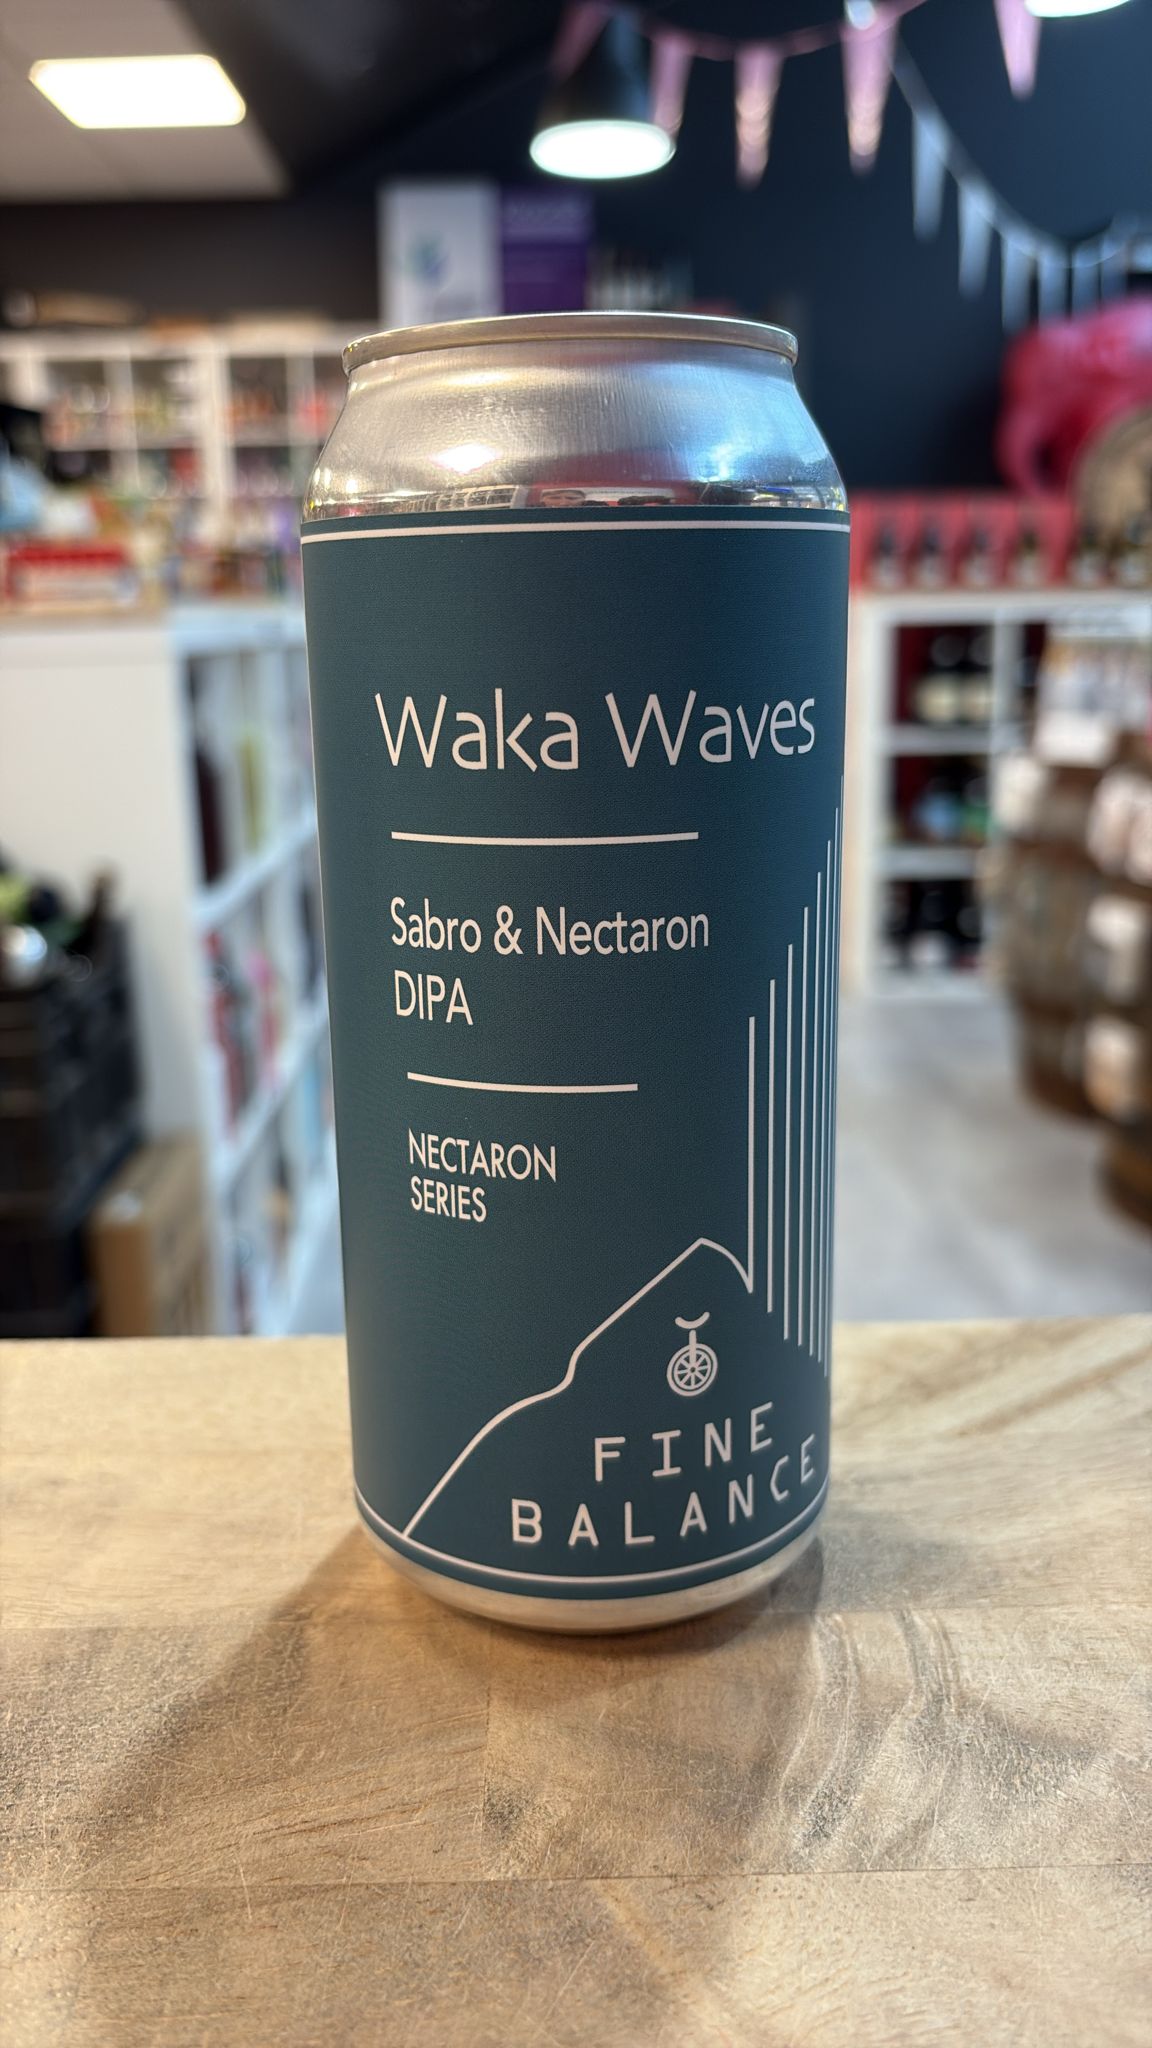 Waka Waves
Sabro & Nectaron
DIPA
NECTARON
SERIES
FINE
BALANCE